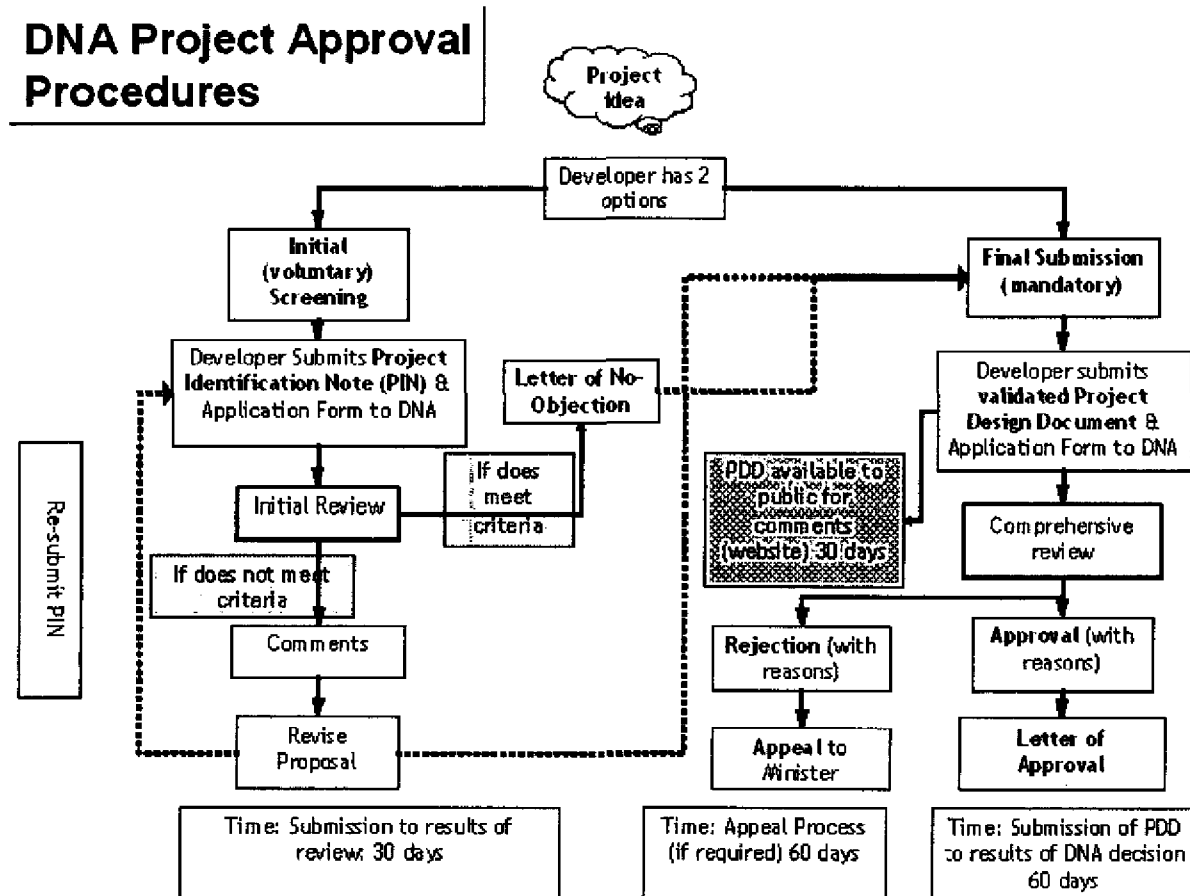 DNA Project Approval
Procedures
Project
Idea
Developer has 2
options
Initial
(voluntary)
Screening
Final Submission
(mandatory)
Developer Submits Project
Identification Note (PIN) &
Application Form to DNA
Letter of No-
Objection
Developer submits
validated Project
Design Document &
Application Form to DNA
Re-submit PIN
Initial Review
If does
meet
criteria
PDD available to
public for
comments
(website) 30 days
Comprehensive
review
If does not meet
criteria
Comments
Rejection (with
reasons)
Approval (with
reasons)
Revise
Proposal
Appeal to
Minister
Letter of
Approval
Time: Submission to results of
review: 30 days
Time: Appeal Process
(if required) 60 days
Time: Submission of PDD
to results of DNA decision
60 days